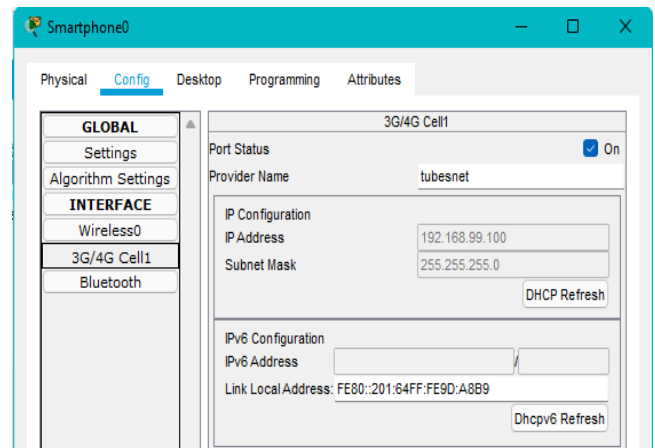 Smartphone0
Physical Config Desktop Programming Attributes
GLOBAL
Settings
Algorithm Settings
INTERFACE
Wireless0
3G/4G Cell1
Bluetooth
3G/4G Cell1
Port Status On
Provider Name tubesnet
IP Configuration
IP Address 192.168.99.100
Subnet Mask 255.255.255.0
DHCP Refresh
IPv6 Configuration
IPv6 Address /
Link Local Address: FE80::201:64FF:FE9D:A8B9
Dhcpv6 Refresh